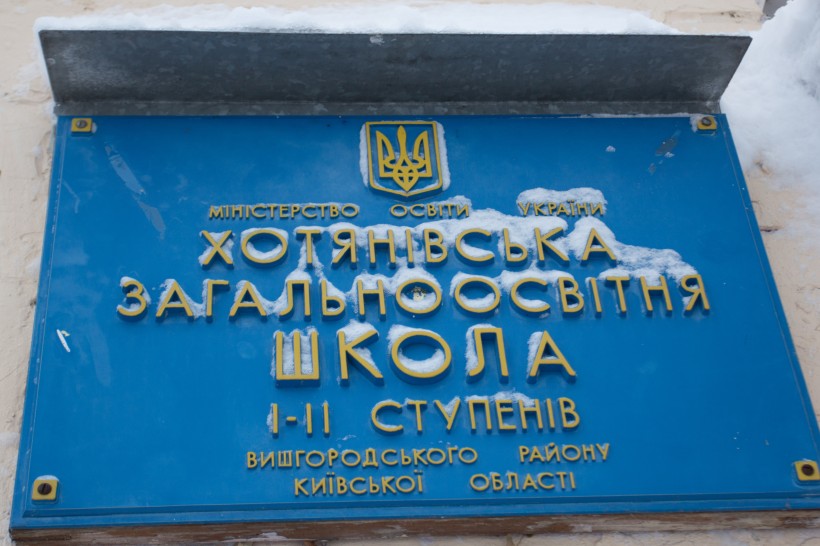 МІНІСТЕРСТВО ОСВІТИ УКРАЇНИ
ХОТЯНІВСЬКА
ЗАГАЛЬНООСВІТНЯ
ШКОЛА
І-ІІ СТУПЕНІВ
ВИШГОРОДСЬКОГО РАЙОНУ
КИЇВСЬКОЇ ОБЛАСТІ